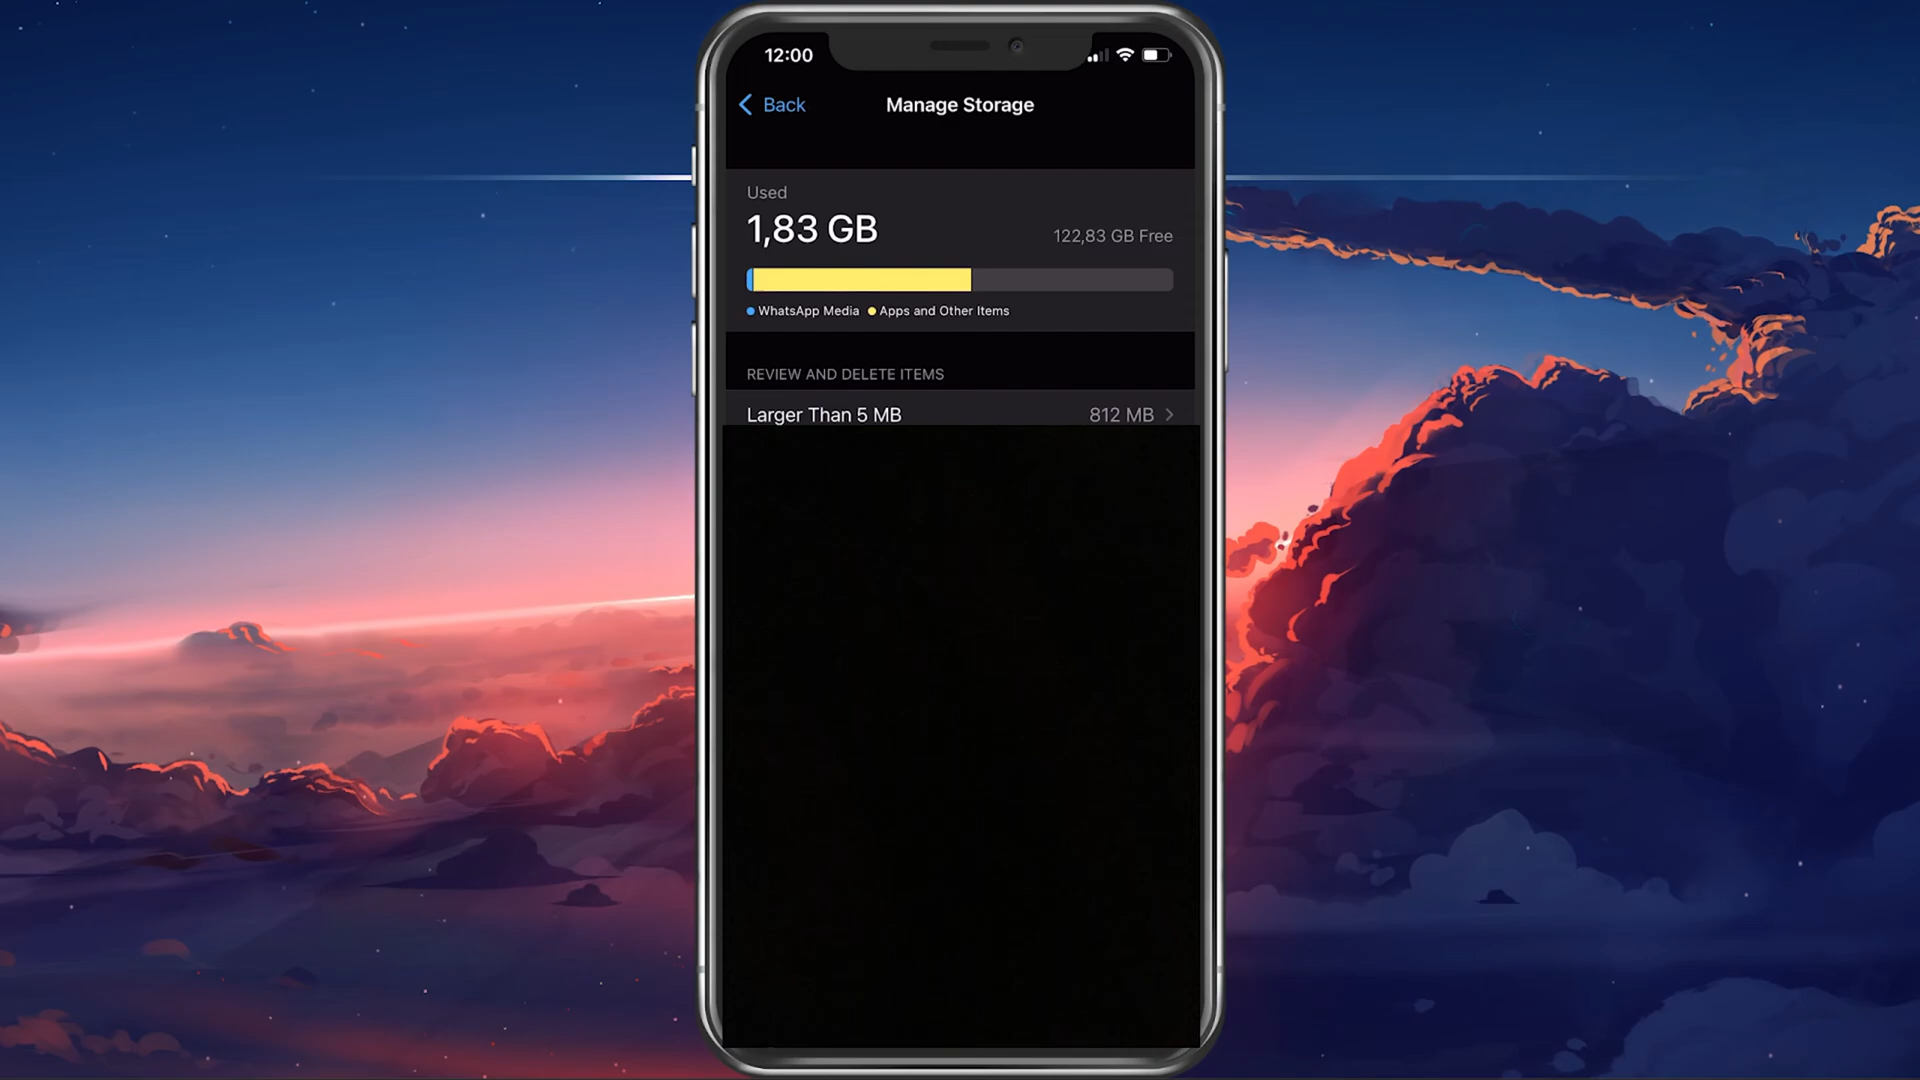 12:00
Back
Manage Storage
Used
1,83 GB
122,83 GB Free
WhatsApp Media
Apps and Other Items
REVIEW AND DELETE ITEMS
Larger Than 5 MB
812 MB